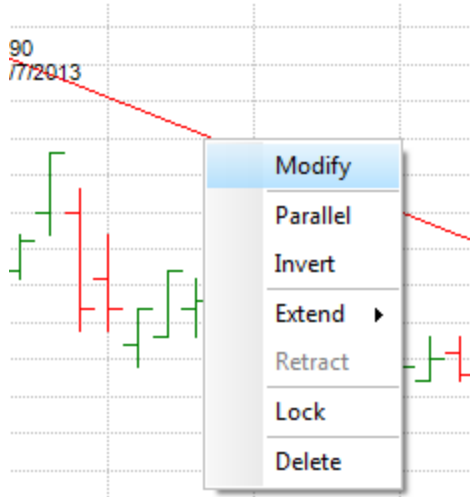 90
/7/2013
Modify
Parallel
Invert
Extend
Retract
Lock
Delete